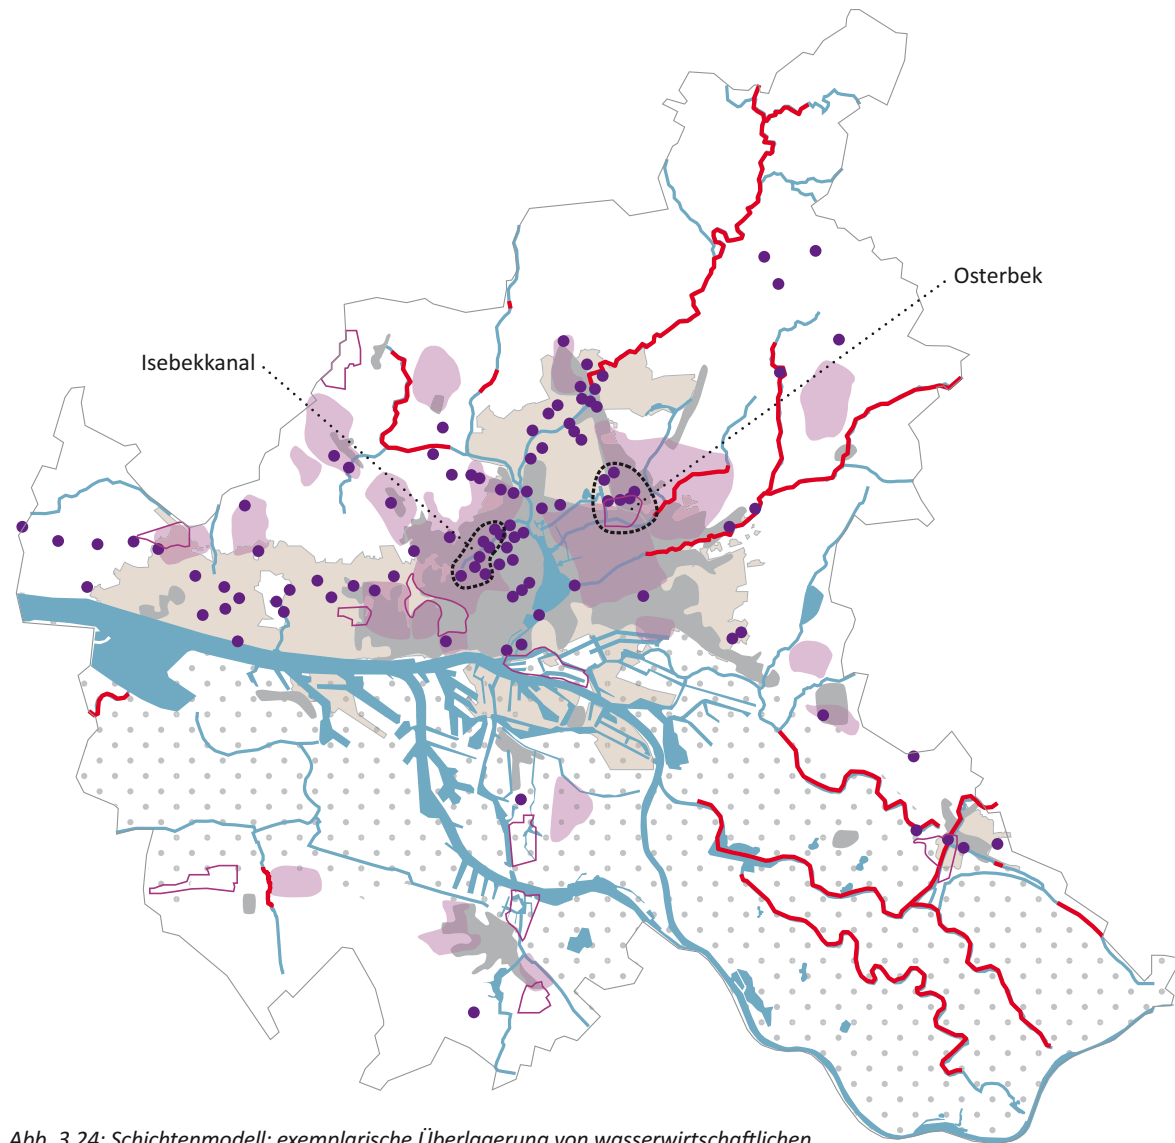 Osterbek
Isebekkanal
Abb. 3.24: Schichtenmodell: exemplarische Überlagerung von wasserwirtschaftlichen